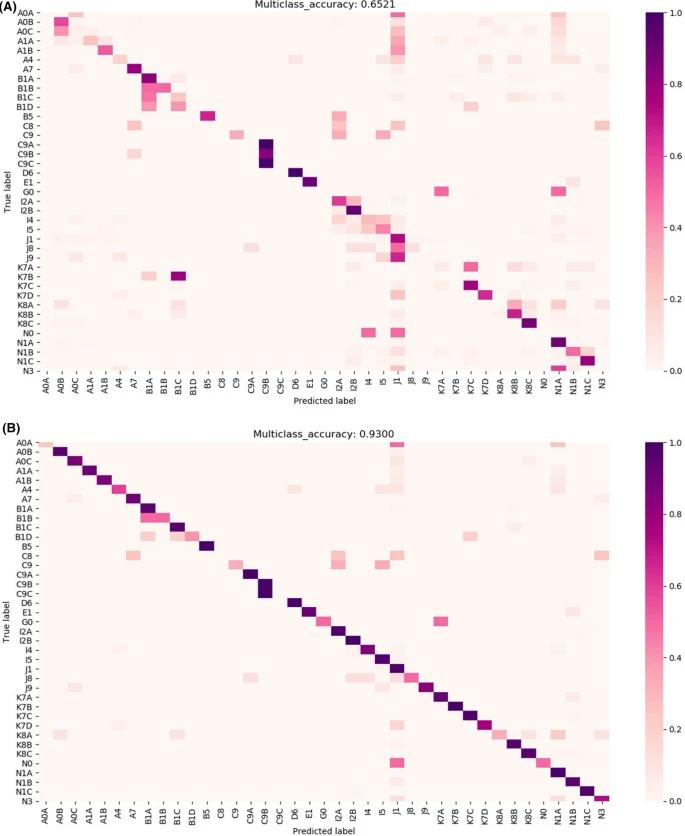 (A)
Multiclass_accuracy: 0.6521
A0A
A0B
A0C
A1A
A1B
A4
A7
B1A
B1B
B1C
B1D
B5
C8
C9
C9A
C9B
C9C
D6
E1
G0
I2A
I2B
I4
I5
J1
J8
J9
K7A
K7B
K7C
K7D
K8A
K8B
K8C
N0
N1A
N1B
N1C
N3
True label
A0A A0B A0C A1A A1B A4 A7 B1A B1B B1C B1D B5 C8 C9 C9A C9B C9C D6 E1 G0 I2A I2B I4 I5 J1 J8 J9 K7A K7B K7C K7D K8A K8B K8C N0 N1A N1B N1C N3
Predicted label
1.0
0.8
0.6
0.4
0.2
0.0
(B)
Multiclass_accuracy: 0.9300
A0A
A0B
A0C
A1A
A1B
A4
A7
B1A
B1B
B1C
B1D
B5
C8
C9
C9A
C9B
C9C
D6
E1
G0
I2A
I2B
I4
I5
J1
J8
J9
K7A
K7B
K7C
K7D
K8A
K8B
K8C
N0
N1A
N1B
N1C
N3
True label
A0A A0B A0C A1A A1B A4 A7 B1A B1B B1C B1D B5 C8 C9 C9A C9B C9C D6 E1 G0 I2A I2B I4 I5 J1 J8 J9 K7A K7B K7C K7D K8A K8B K8C N0 N1A N1B N1C N3
Predicted label
1.0
0.8
0.6
0.4
0.2
0.0